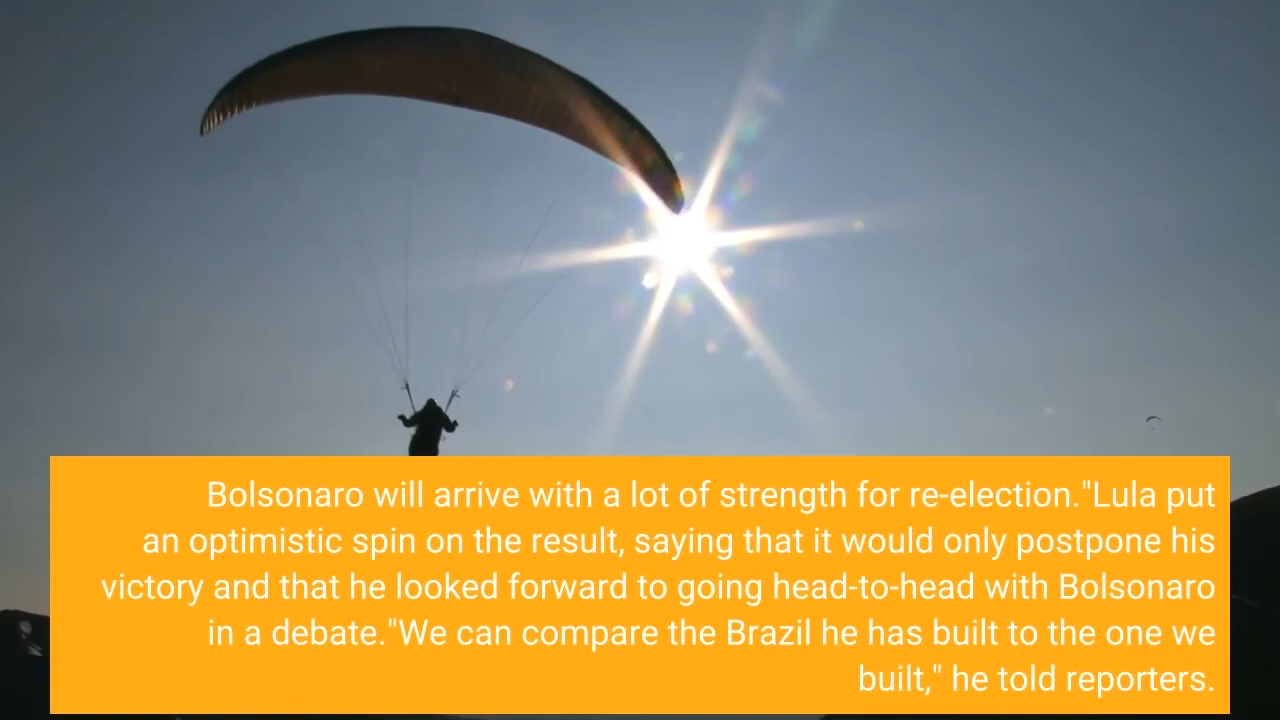 Bolsonaro will arrive with a lot of strength for re-election."Lula put
an optimistic spin on the result, saying that it would only postpone his
victory and that he looked forward to going head-to-head with Bolsonaro
in a debate."We can compare the Brazil he has built to the one we
built," he told reporters.